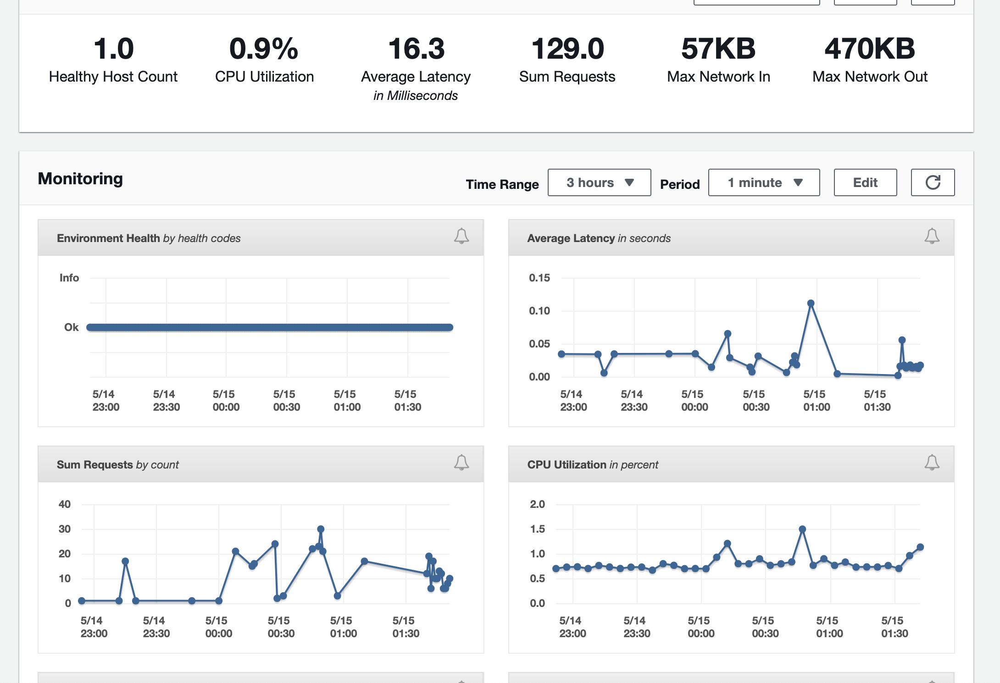 1.0 0.9% 16.3 129.0 57KB 470KB
Healthy Host Count CPU Utilization Average Latency Sum Requests Max Network In Max Network Out
in Milliseconds
Monitoring
Time Range 3 hours Period 1 minute Edit
Environment Health by health codes
Info
Ok
5/14 5/14 5/15 5/15 5/15 5/15
23:00 23:30 00:00 00:30 01:00 01:30
Average Latency in seconds
0.15
0.10
0.05
0.00
5/14 5/14 5/15 5/15 5/15 5/15
23:00 23:30 00:00 00:30 01:00 01:30
Sum Requests by count
40
30
20
10
0
5/14 5/14 5/15 5/15 5/15 5/15
23:00 23:30 00:00 00:30 01:00 01:30
CPU Utilization in percent
2.0
1.5
1.0
0.5
0.0
5/14 5/14 5/15 5/15 5/15 5/15
23:00 23:30 00:00 00:30 01:00 01:30